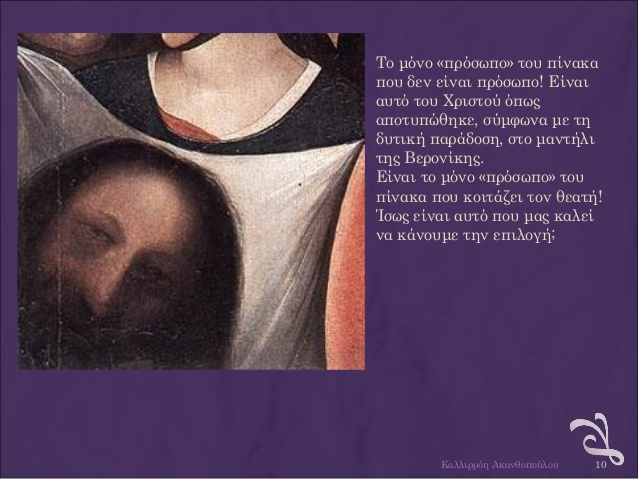 Το μόνο «πρόσωπο» του πίνακα
που δεν είναι πρόσωπο! Είναι
αυτό του Χριστού όπως
αποτυπώθηκε, σύμφωνα με τη
δυτική παράδοση, στο μαντήλι
της Βερονίκης.
Είναι το μόνο «πρόσωπο» του
πίνακα που κοιτάζει τον θεατή!
Ίσως είναι αυτό που μας καλεί
να κάνουμε την επιλογή;
Καλλιρρόη Ακανθοπούλου 10